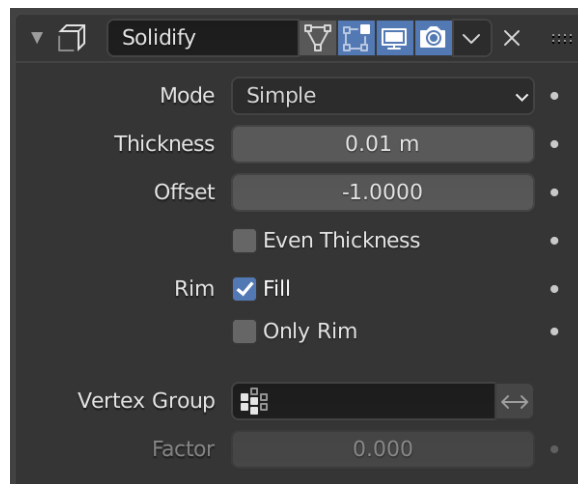 Solidify
Mode Simple
Thickness 0.01 m
Offset -1.0000
Even Thickness
Rim Fill
Only Rim
Vertex Group
Factor 0.000